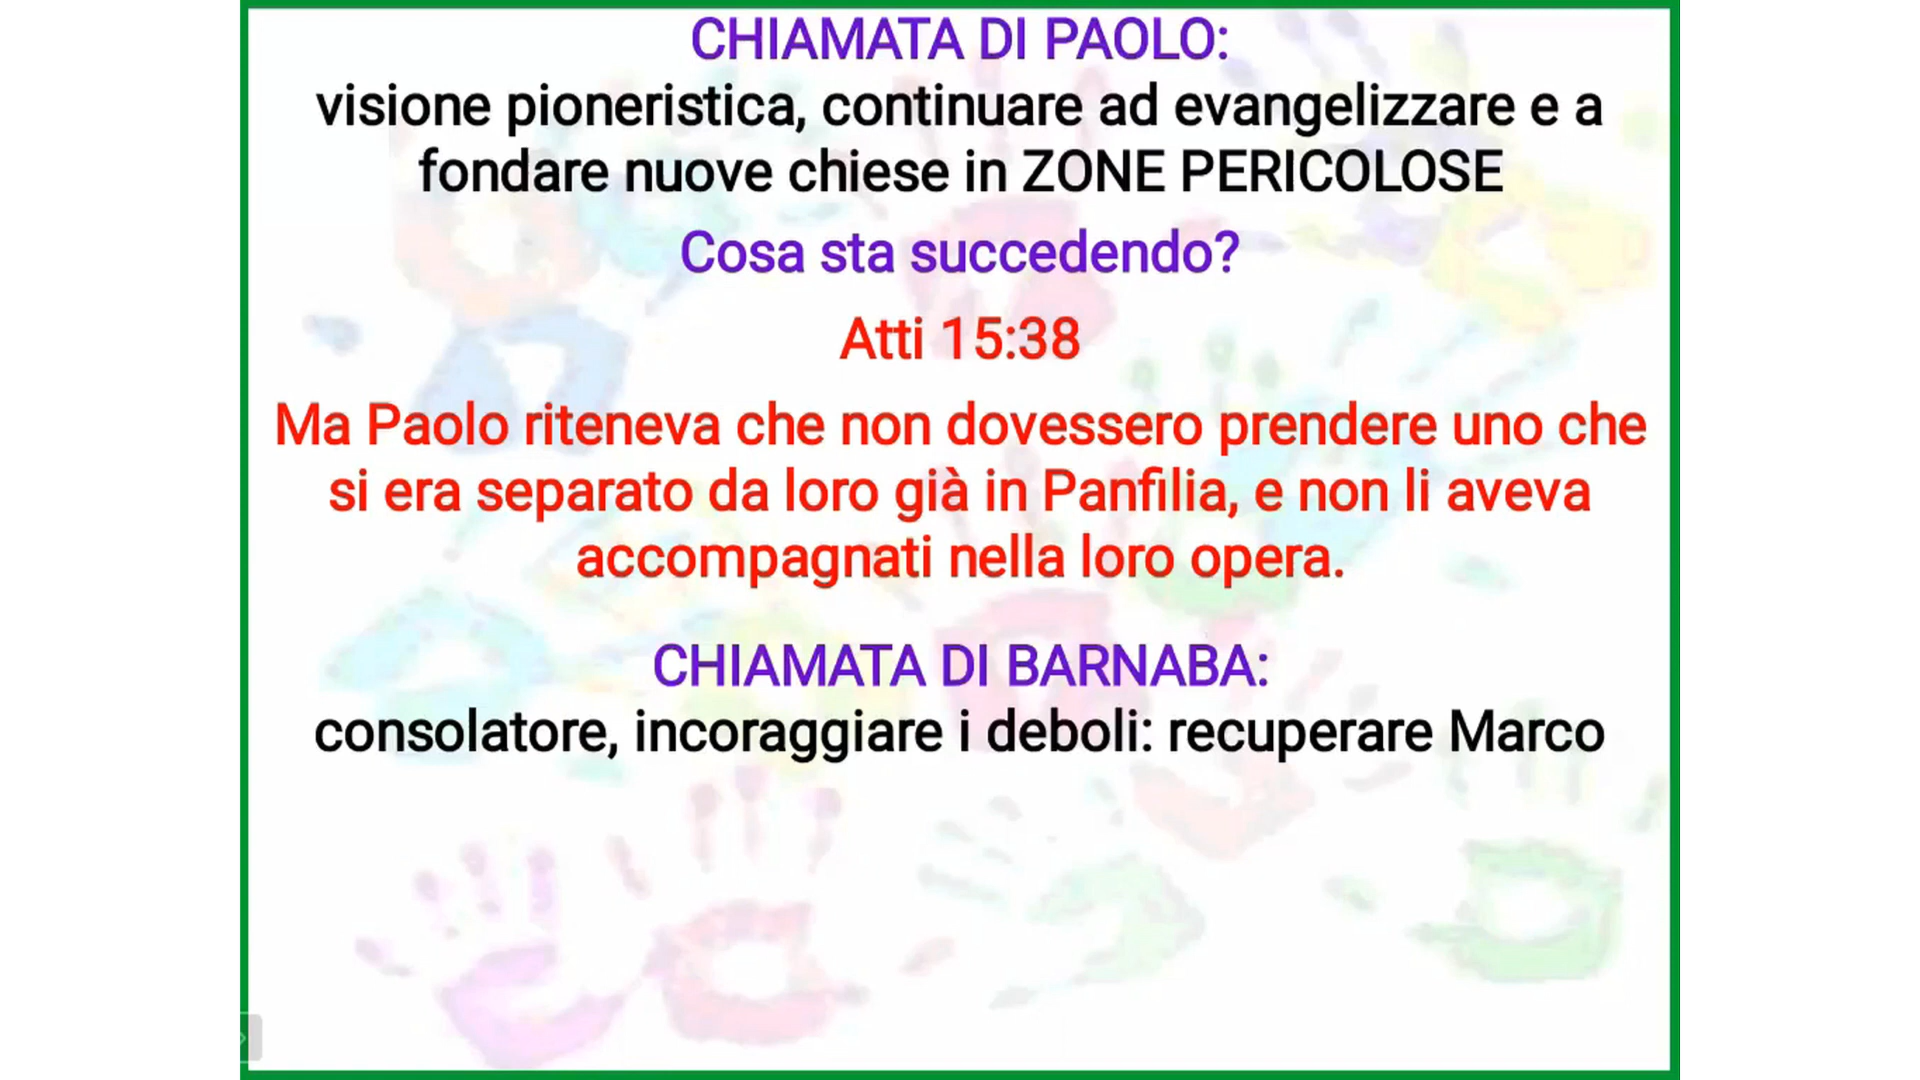 CHIAMATA DI PAOLO:
visione pioneristica, continuare ad evangelizzare e a
fondare nuove chiese in ZONE PERICOLOSE
Cosa sta succedendo?
Atti 15:38
Ma Paolo riteneva che non dovessero prendere uno che
si era separato da loro già in Panfilia, e non li aveva
accompagnati nella loro opera.
CHIAMATA DI BARNABA:
consolatore, incoraggiare i deboli: recuperare Marco